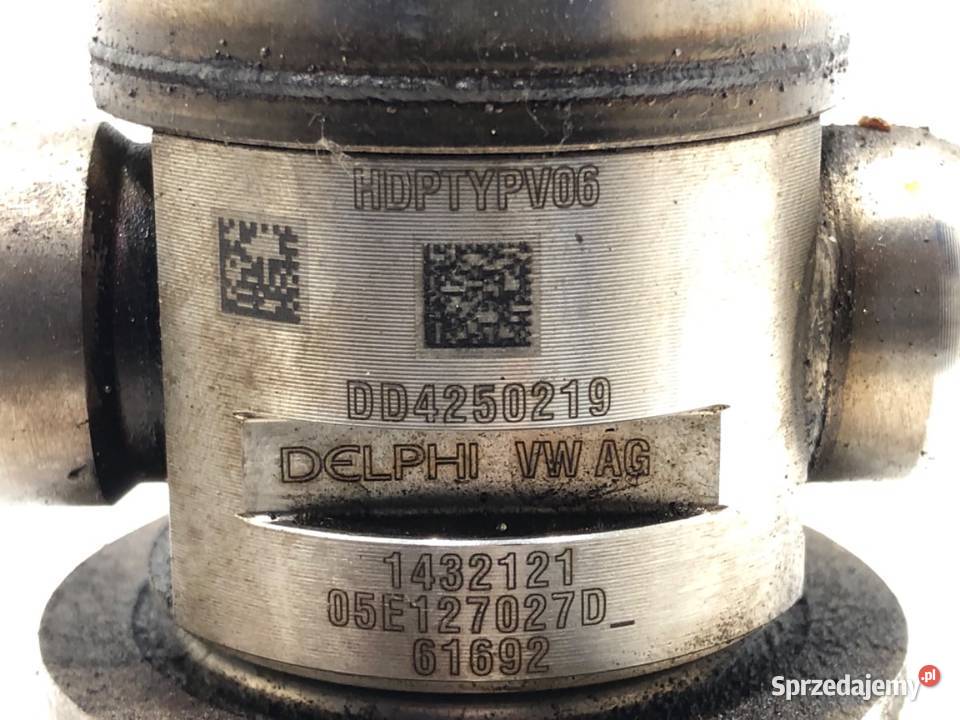 HDPTYPV06
DD4250219
DELPHI VW AG
1432121
05E127027D_
61692
Sprzedajemy.pl